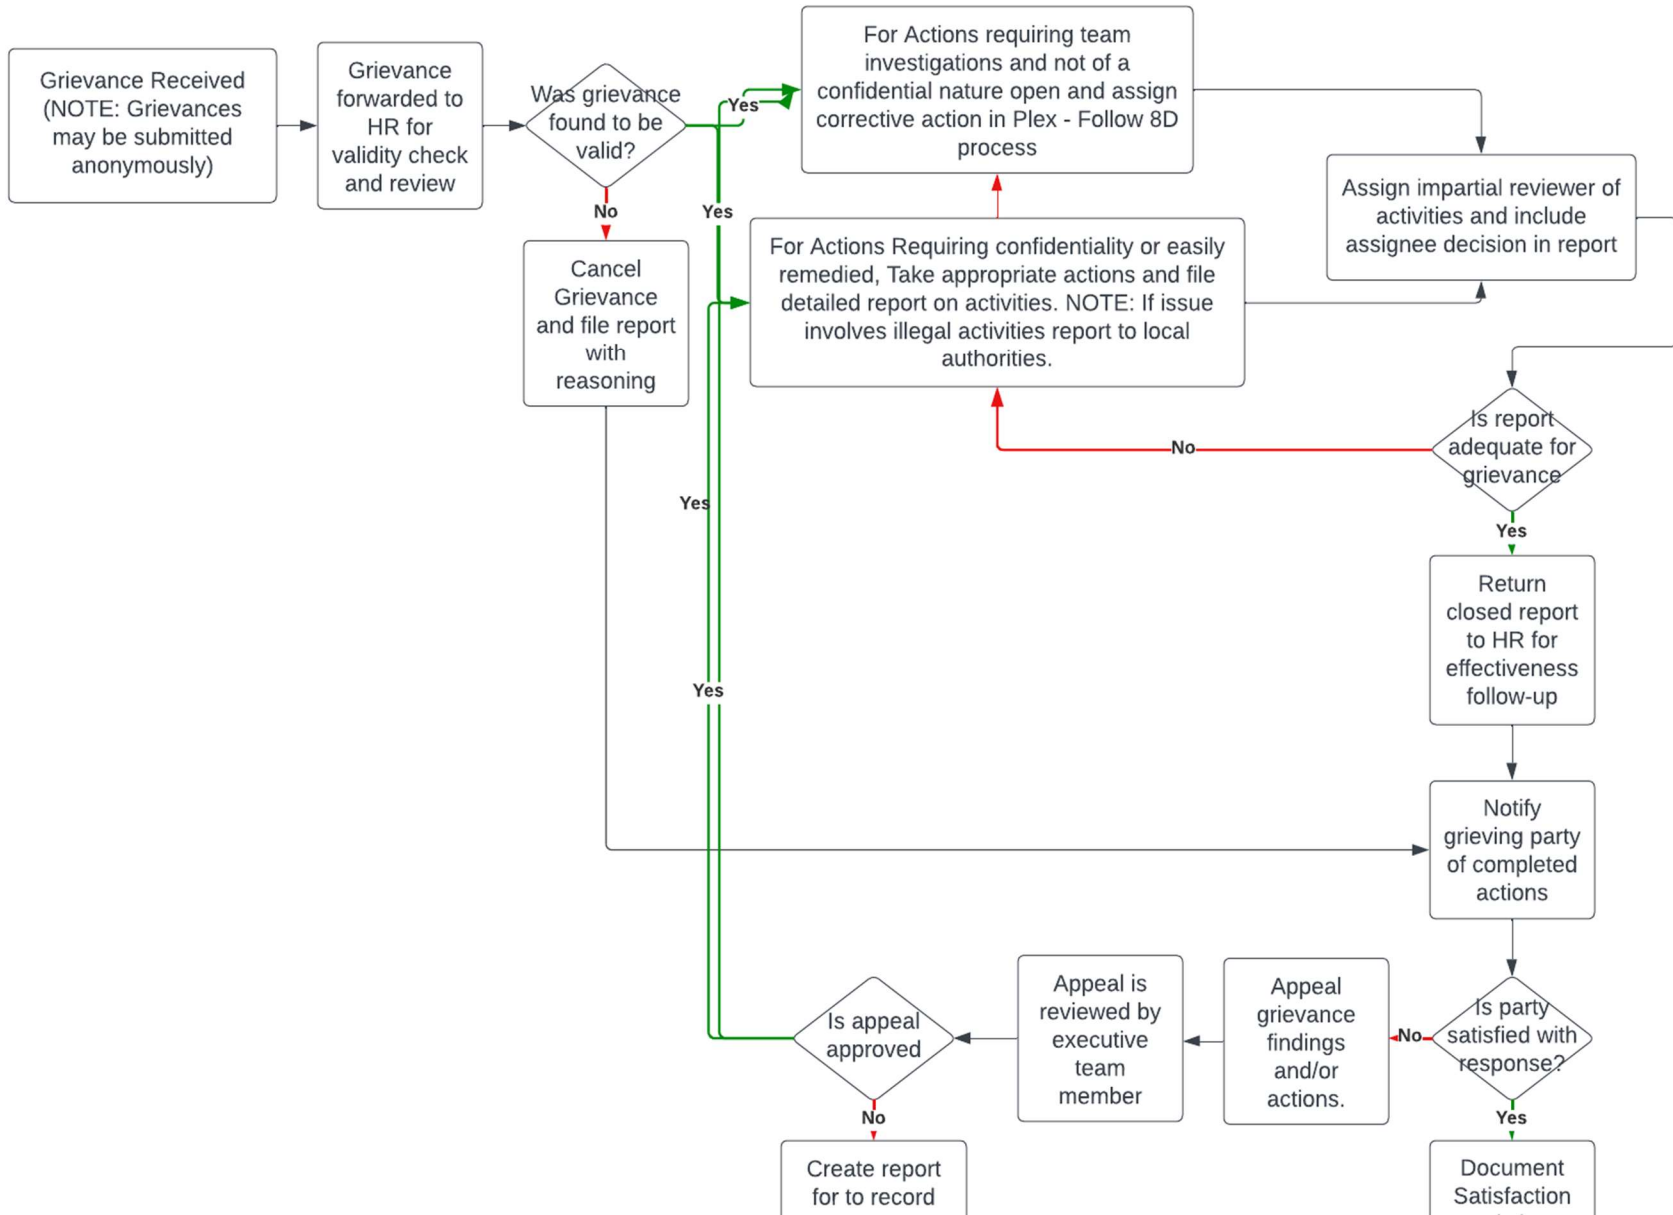 Grievance Received
(NOTE: Grievances
may be submitted
anonymously)
Grievance
forwarded to
HR for
validity check
and review
Was grievance
found to be
valid?
Yes
For Actions requiring team
investigations and not of a
confidential nature open and assign
corrective action in Plex - Follow 8D
process
No
Yes
Cancel
Grievance
and file report
with
reasoning
For Actions Requiring confidentiality or easily
remedied, Take appropriate actions and file
detailed report on activities. NOTE: If issue
involves illegal activities report to local
authorities.
Assign impartial reviewer of
activities and include
assignee decision in report
Is report
adequate for
grievance
No
Yes
Yes
Return
closed report
to HR for
effectiveness
follow-up
Yes
Notify
grieving party
of completed
actions
Is party
satisfied with
response?
No
Appeal
grievance
findings
and/or
actions.
Appeal is
reviewed by
executive
team
member
Is appeal
approved
No
Yes
Create report
for to record
Document
Satisfaction